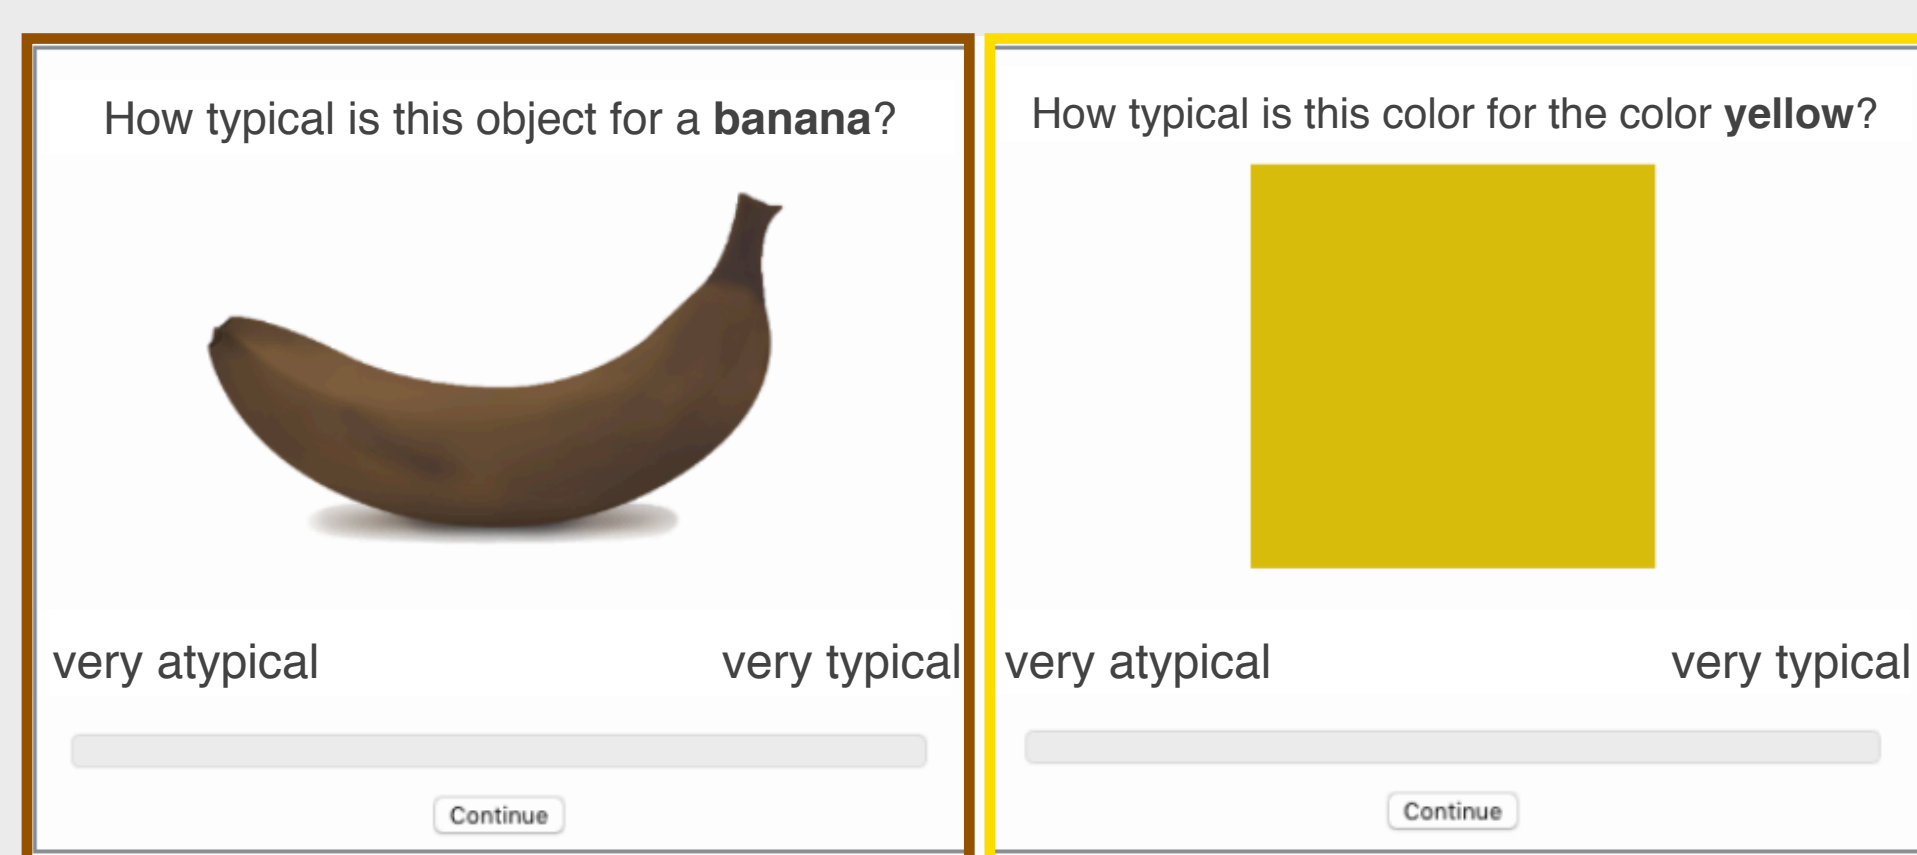 How typical is this object for a banana?
very atypical
very typical
Continue
How typical is this color for the color yellow?
very atypical
very typical
Continue